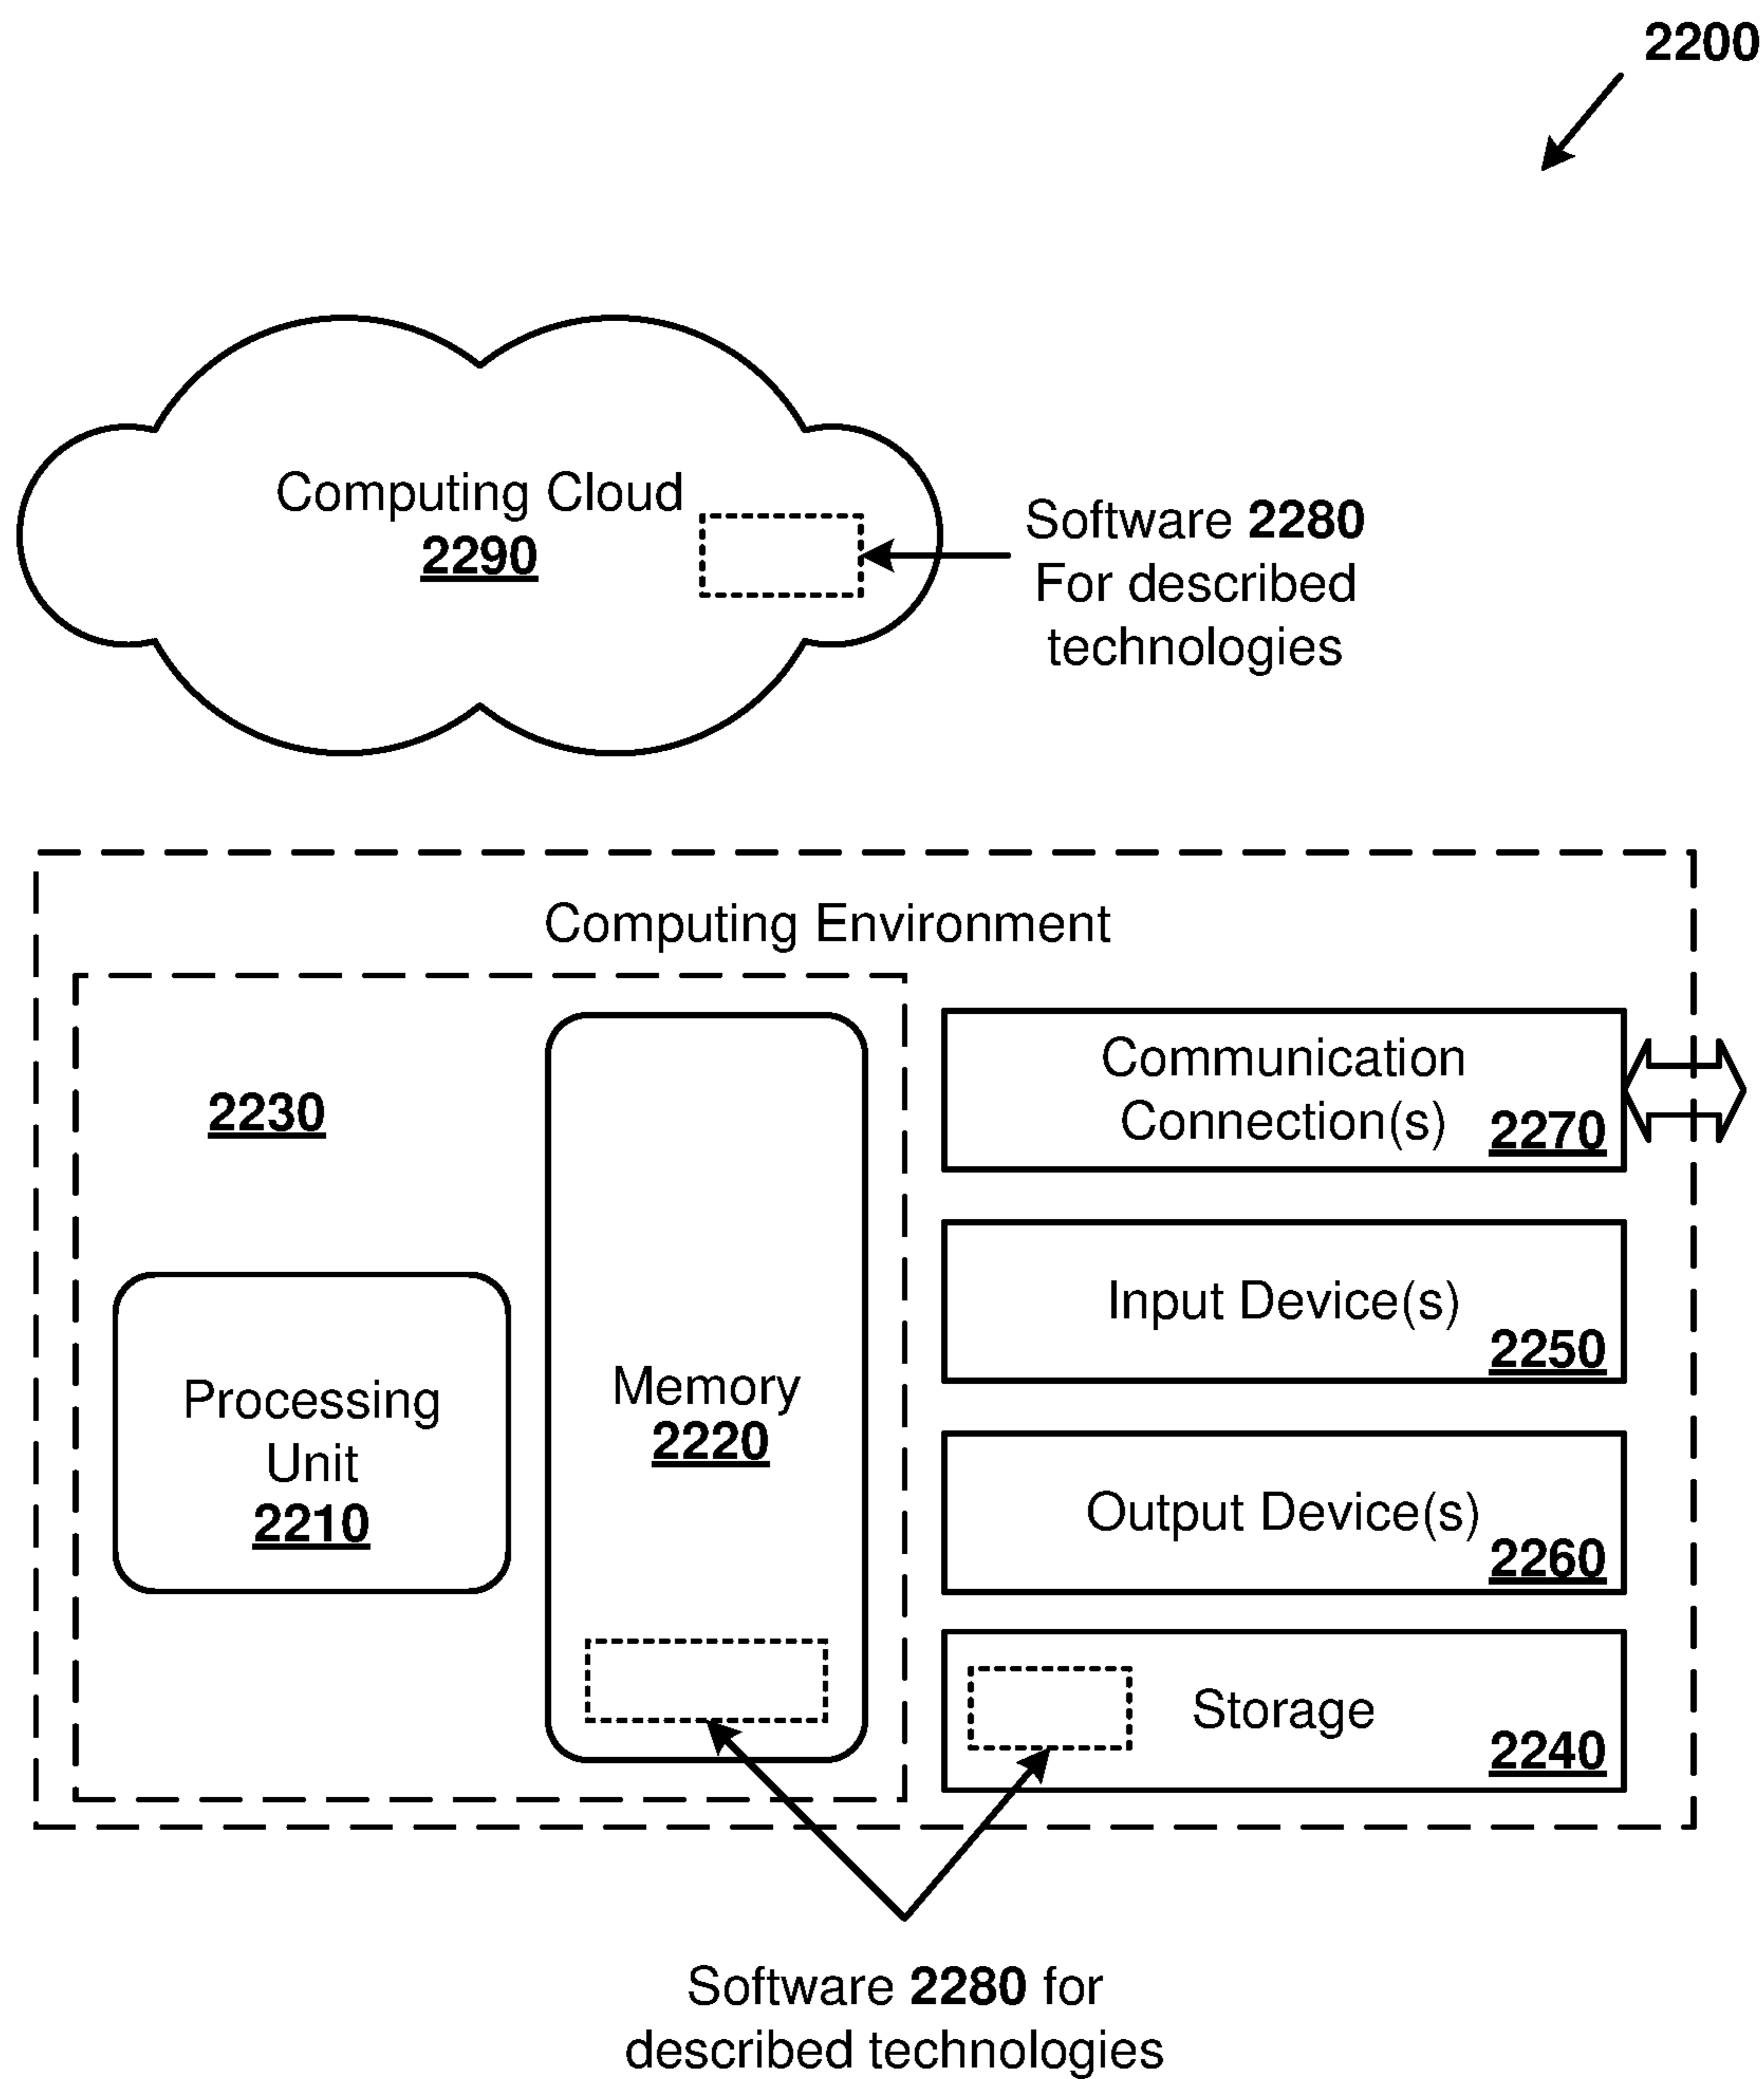 2200
Computing Cloud
2290
Software 2280
For described
technologies
Computing Environment
2230
Communication
Connection(s) 2270
Input Device(s)
2250
Processing
Unit
2210
Memory
2220
Output Device(s)
2260
Storage
2240
Software 2280 for
described technologies